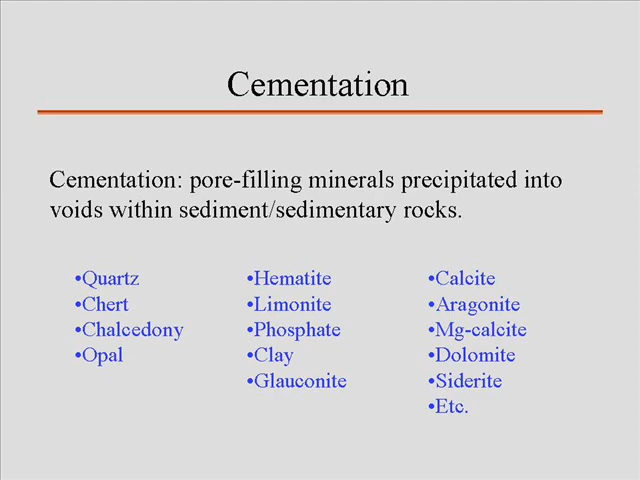 Cementation
Cementation: pore-filling minerals precipitated into
voids within sediment/sedimentary rocks.
•Quartz
•Chert
•Chalcedony
•Opal
•Hematite
•Limonite
•Phosphate
•Clay
•Glauconite
•Calcite
•Aragonite
•Mg-calcite
•Dolomite
•Siderite
•Etc.